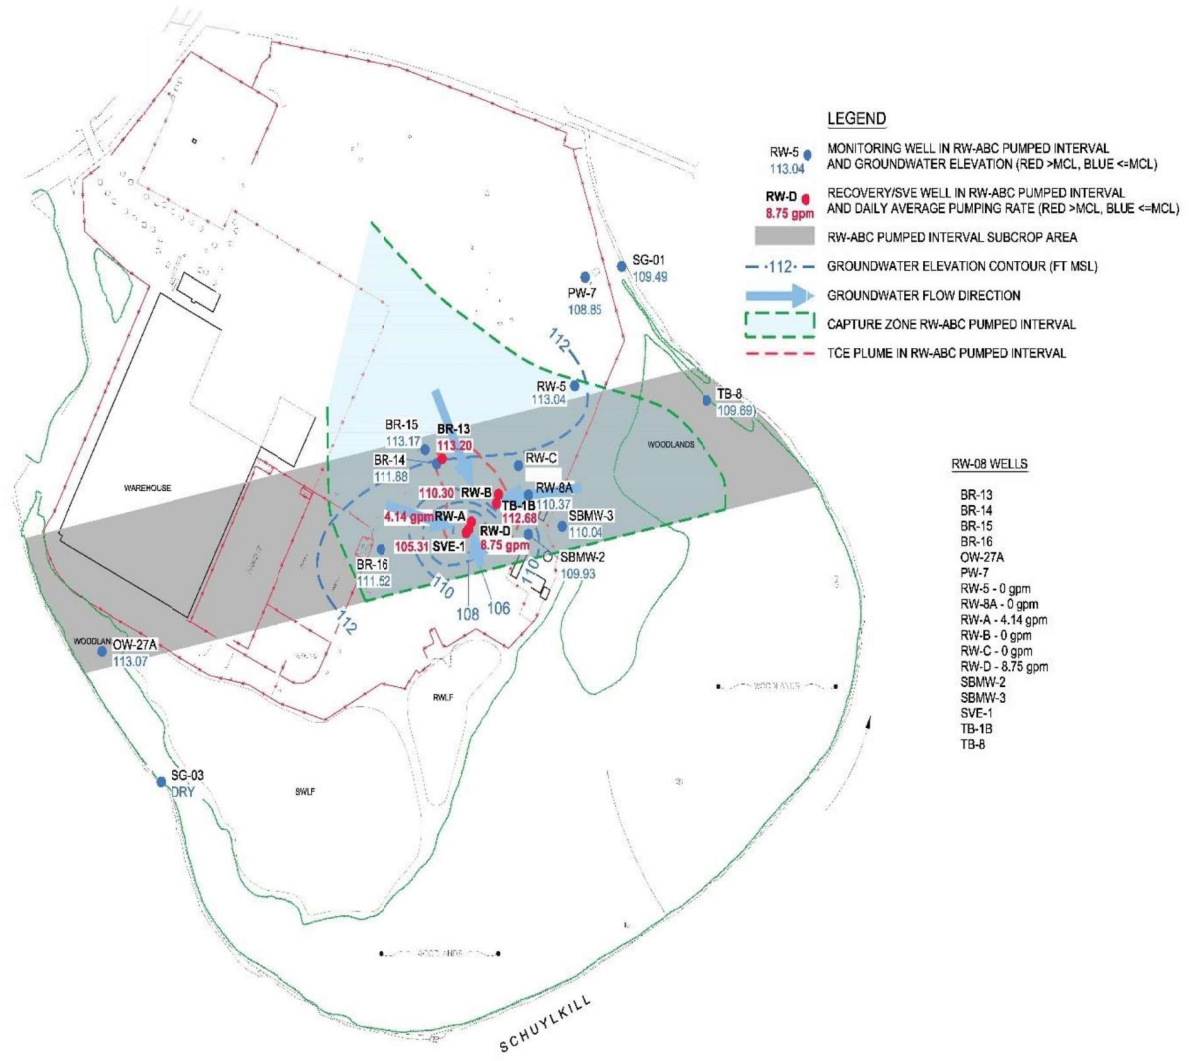 LEGEND
RW-5
113.04
MONITORING WELL IN RW-ABC PUMPED INTERVAL
AND GROUNDWATER ELEVATION (RED >MCL, BLUE <=MCL)
RW-D
8.75 gpm
RECOVERY/SVE WELL IN RW-ABC PUMPED INTERVAL
AND DAILY AVERAGE PUMPING RATE (RED >MCL, BLUE <=MCL)
RW-ABC PUMPED INTERVAL SUBCROP AREA
112
GROUNDWATER ELEVATION CONTOUR (FT MSL)
GROUNDWATER FLOW DIRECTION
CAPTURE ZONE RW-ABC PUMPED INTERVAL
TCE PLUME IN RW-ABC PUMPED INTERVAL
SG-01
109.49
PW-7
108.85
112
RW-5
113.04
TB-8
109.69)
BR-15
113.17
BR-13
113.20
WOODLANDS
BR-14
111.88
RW-C
WAREHOUSE
110.30
RW-B
RW-8A
110.37
TB-1B
112.68
4.14 gpm
RW-A
SBMW-3
110.04
RW-D
8.75 gpm
105.31
SVE-1
BR-16
111.52
SBMW-2
109.93
110
110
108
106
112
WOODLAN
OW-27A
113.07
RWLF
WOODLANDS
SG-03
DRY
SWLF
WOODLANDS
SCHUYLKILL
RW-08 WELLS
BR-13
BR-14
BR-15
BR-16
OW-27A
PW-7
RW-5 - 0 gpm
RW-8A - 0 gpm
RW-A - 4.14 gpm
RW-B - 0 gpm
RW-C - 0 gpm
RW-D - 8.75 gpm
SBMW-2
SBMW-3
SVE-1
TB-1B
TB-8